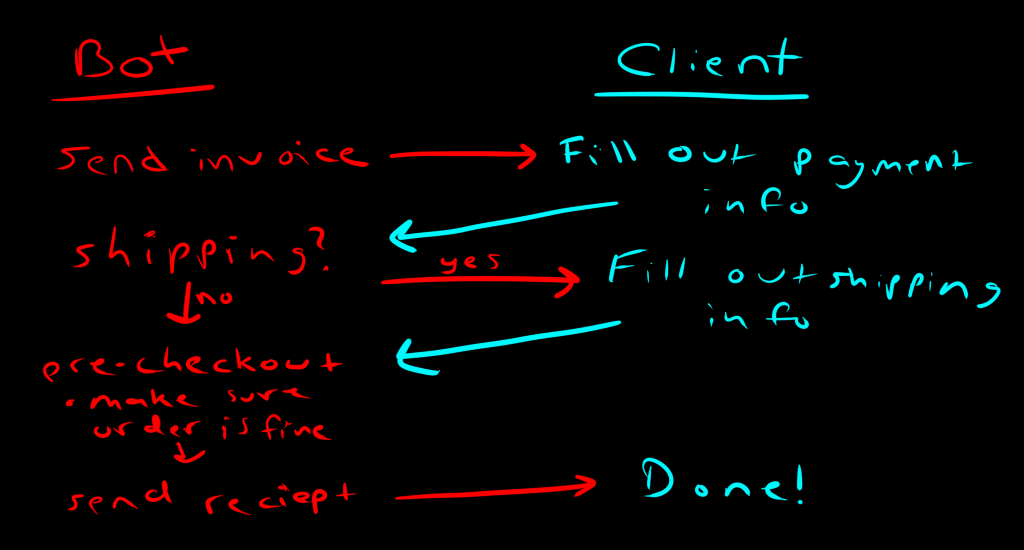 Bot
Client
send invoice
Fill out payment
info
shipping?
yes
Fill out shipping
info
no
pre-checkout
• make sure
order is fine
send reciept
Done!